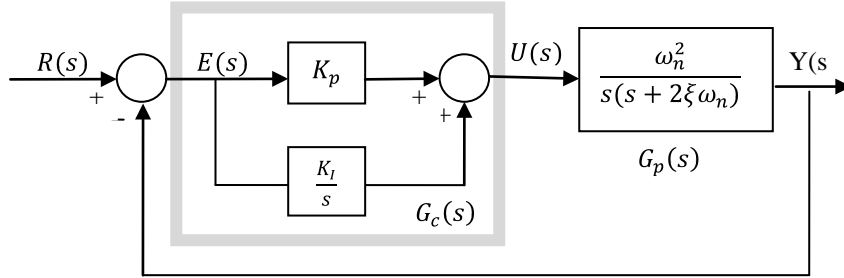 R(s)
+
-
E(s)
K_p
K_I
s
+
+
G_c(s)
U(s)
ω_n^2
s(s + 2ξω_n)
G_p(s)
Y(s